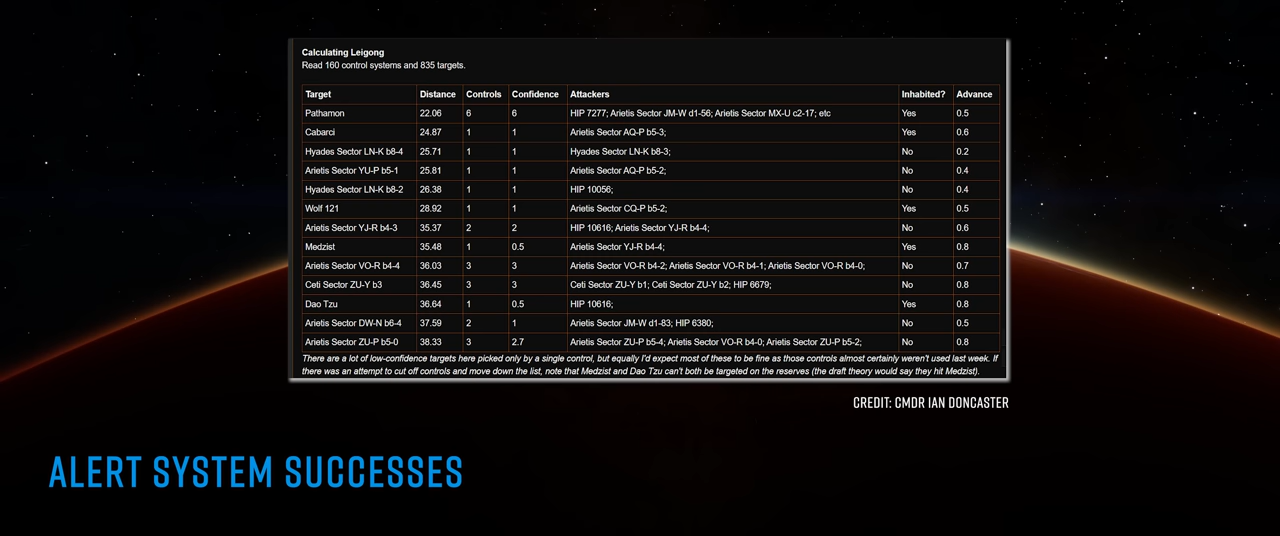 Calculating Leigong
Read 160 control systems and 835 targets.
Target Distance Controls Confidence Attackers Inhabited? Advance
Pathamon 22.06 6 6 HIP 7277; Arietis Sector JM-W d1-56; Arietis Sector MX-U c2-17; etc Yes 0.5
Cabarci 24.87 1 1 Arietis Sector AQ-P b5-3; Yes 0.6
Hyades Sector LN-K b8-4 25.71 1 1 Hyades Sector LN-K b8-3; No 0.2
Arietis Sector YU-P b5-1 25.81 1 1 Arietis Sector AQ-P b5-2; No 0.4
Hyades Sector LN-K b8-2 26.38 1 1 HIP 10056; No 0.4
Wolf 121 28.92 1 1 Arietis Sector CQ-P b5-2; Yes 0.5
Arietis Sector YJ-R b4-3 35.37 2 2 HIP 10616; Arietis Sector YJ-R b4-4; No 0.6
Medzist 35.48 1 0.5 Arietis Sector YJ-R b4-4; Yes 0.8
Arietis Sector VO-R b4-4 36.03 3 3 Arietis Sector VO-R b4-2; Arietis Sector VO-R b4-1; Arietis Sector VO-R b4-0; No 0.7
Ceti Sector ZU-Y b3 36.45 3 3 Ceti Sector ZU-Y b1; Ceti Sector ZU-Y b2; HIP 6679; No 0.8
Dao Tzu 36.64 1 0.5 HIP 10616; Yes 0.8
Arietis Sector DW-N b6-4 37.59 2 1 Arietis Sector JM-W d1-83; HIP 6380; No 0.5
Arietis Sector ZU-P b5-0 38.33 3 2.7 Arietis Sector ZU-P b5-4; Arietis Sector VO-R b4-0; Arietis Sector ZU-P b5-2; No 0.8
There are a lot of low-confidence targets here picked only by a single control, but equally I'd expect most of these to be fine as those controls almost certainly weren't used last week. If
there was an attempt to cut off controls and move down the list, note that Medzist and Dao Tzu can't both be targeted on the reserves (the draft theory would say they hit Medzist).
CREDIT: CMDR IAN DONCASTER
ALERT SYSTEM SUCCESSES